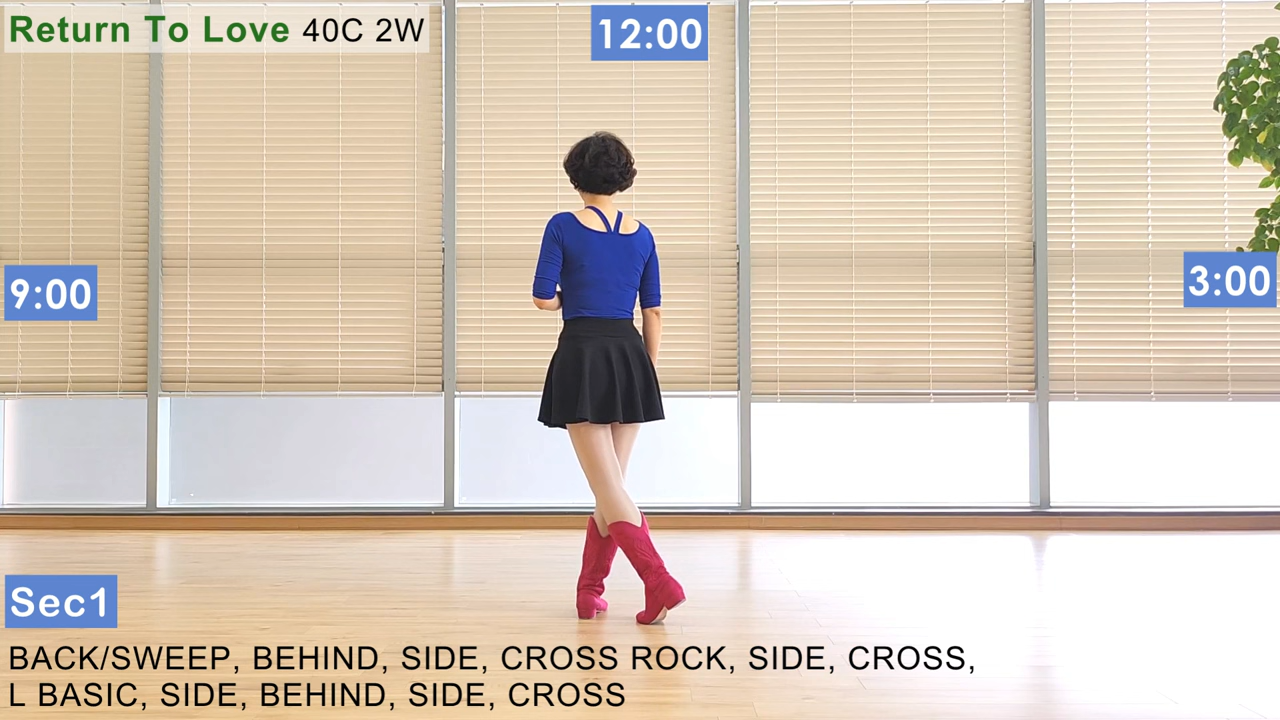 Return To Love 40C 2W
12:00
9:00
3:00
Sec1
BACK/SWEEP, BEHIND, SIDE, CROSS ROCK, SIDE, CROSS,
L BASIC, SIDE, BEHIND, SIDE, CROSS